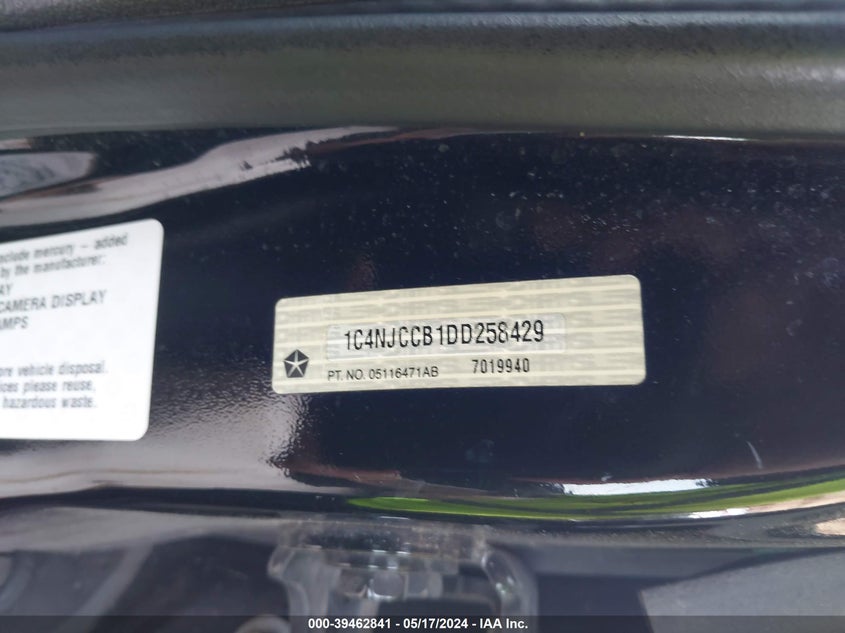 clude mercury – added
by the manufacturer:
AY
CAMERA DISPLAY
AMPS
ore vehicle disposal.
ices please reuse,
hazardous waste.
1C4NJCCB1DD258429
PT. NO. 05116471AB 7019940
000-39462841 - 05/17/2024 - IAA Inc.